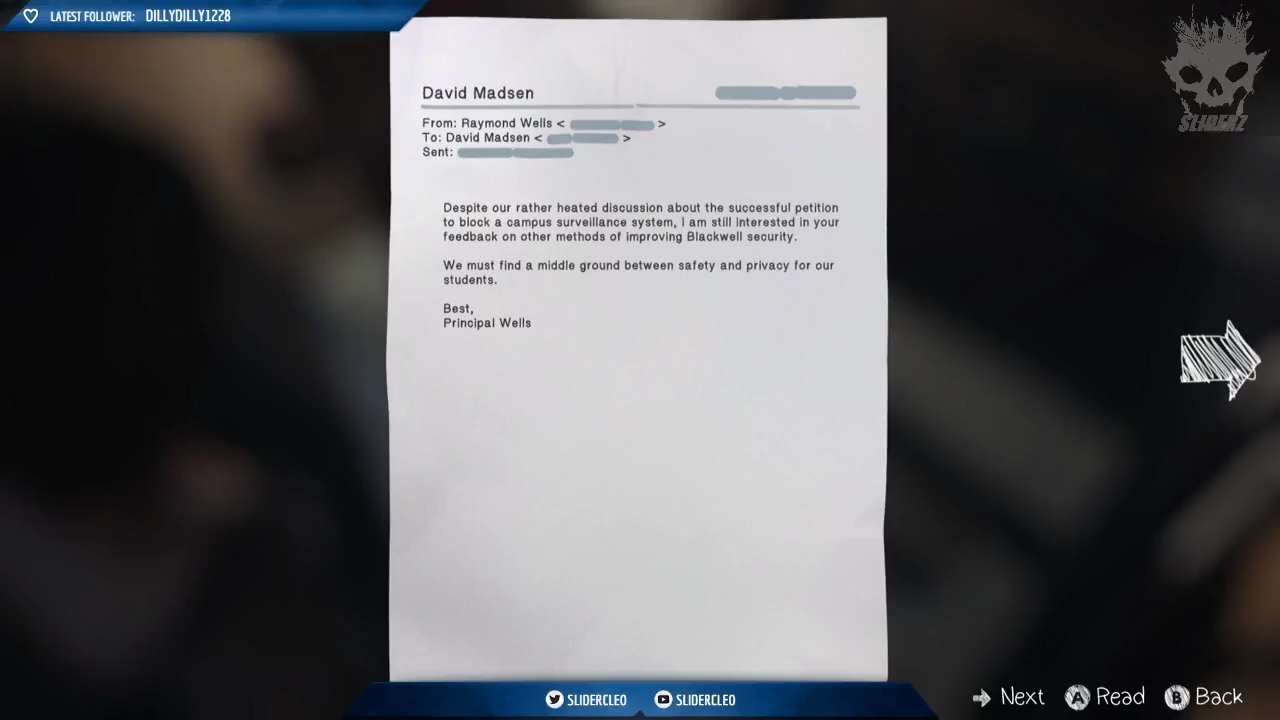 LATEST FOLLOWER: DILLYDILLY1228
SLIDERZ
David Madsen
From: Raymond Wells < >
To: David Madsen < >
Sent:
Despite our rather heated discussion about the successful petition
to block a campus surveillance system, I am still interested in your
feedback on other methods of improving Blackwell security.
We must find a middle ground between safety and privacy for our
students.
Best,
Principal Wells
SLIDERCLEO SLIDERCLEO
Next A Read B Back